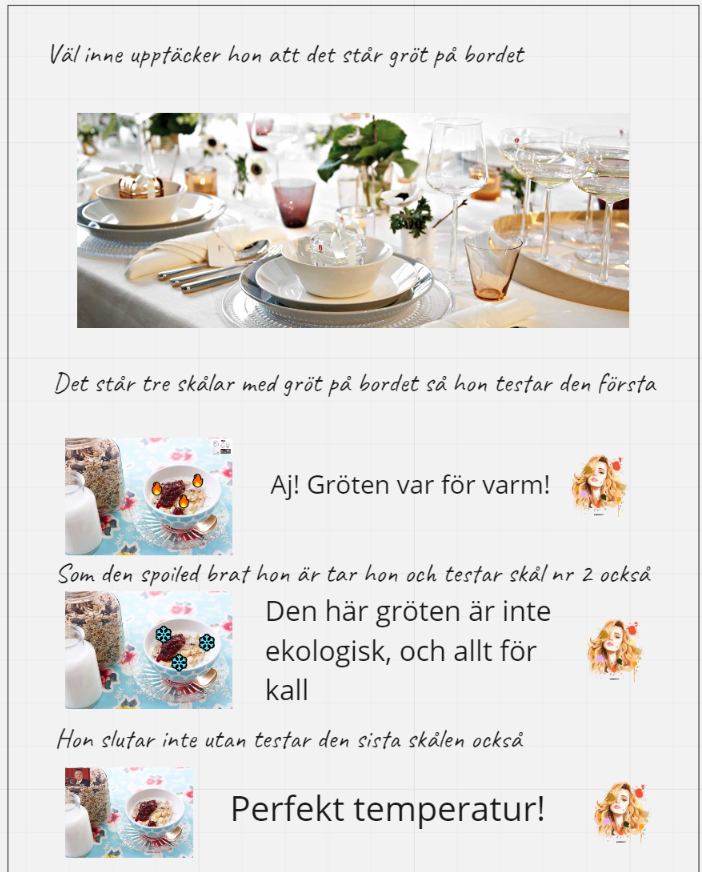 Väl inne upptäcker hon att det står gröt på bordet
Det står tre skålar med gröt på bordet så hon testar den första
Aj! Gröten var för varm!
Som den spoiled brat hon är tar hon och testar skål nr 2 också
Den här gröten är inte
ekologisk, och allt för
kall
Hon slutar inte utan testar den sista skålen också
Perfekt temperatur!